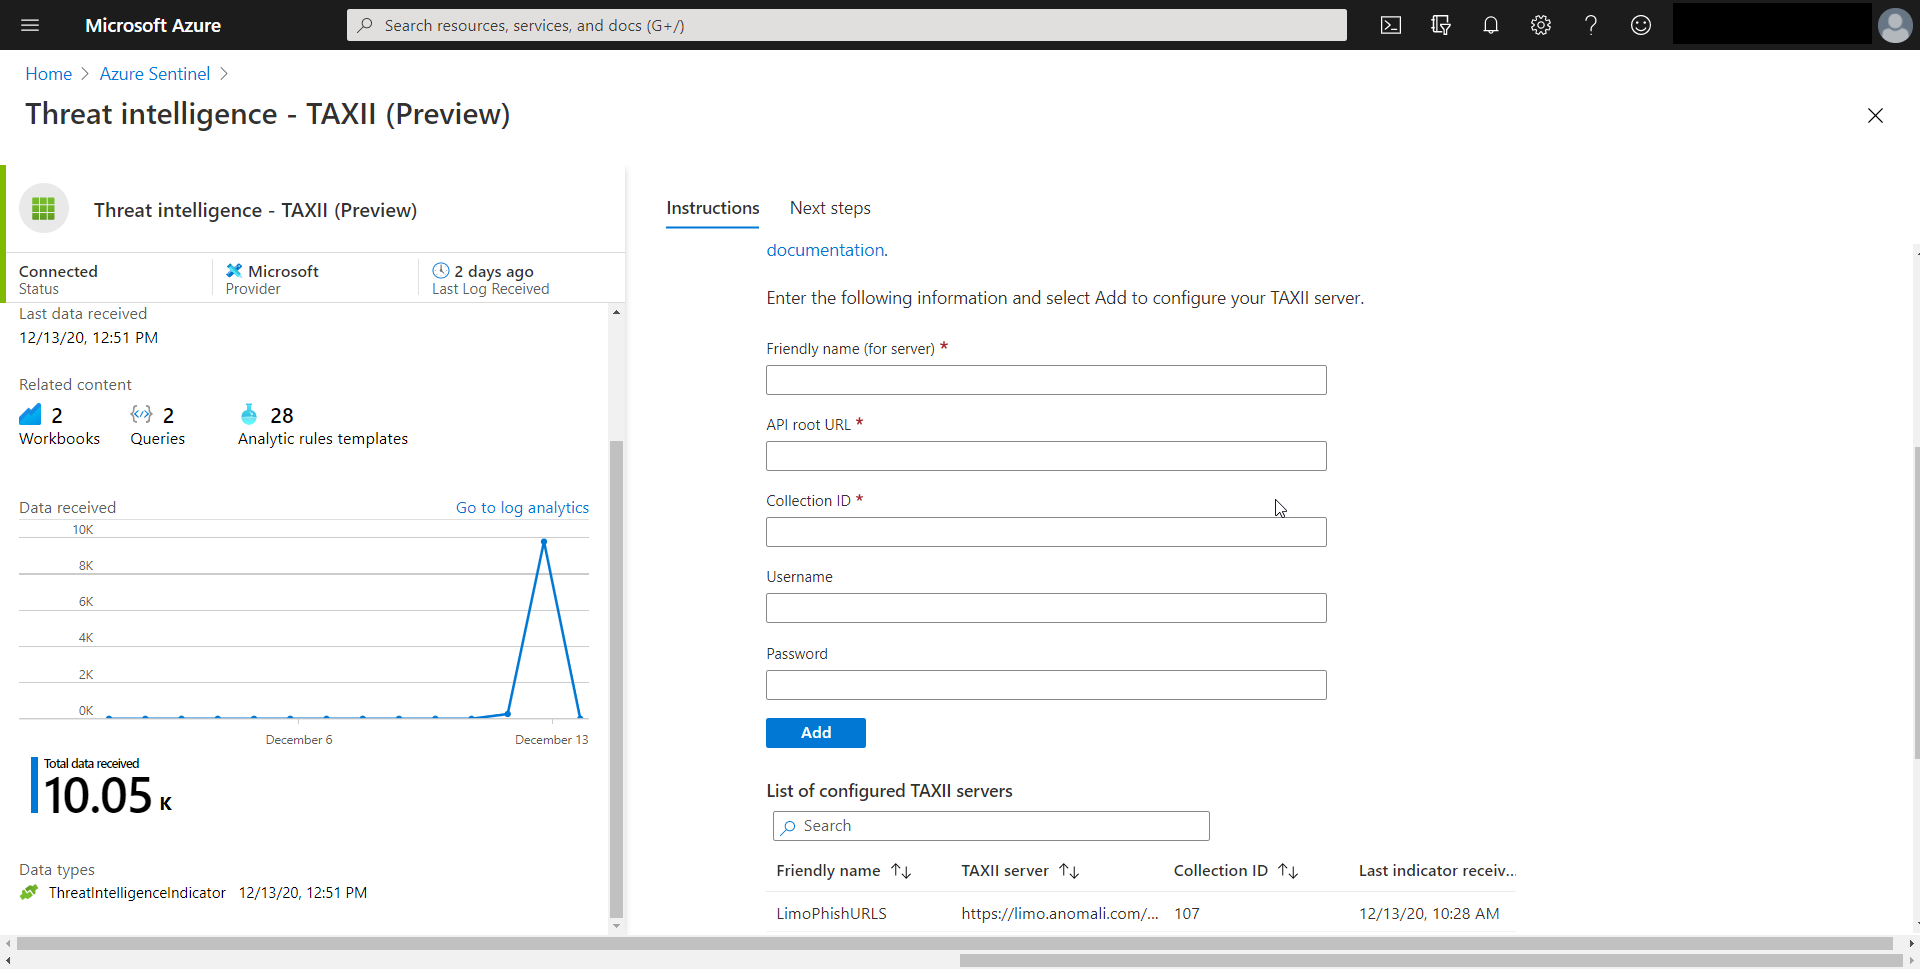 Microsoft Azure
Search resources, services, and docs (G+/)
Home > Azure Sentinel >
Threat intelligence - TAXII (Preview)
Threat intelligence - TAXII (Preview)
Connected
Status
Microsoft
Provider
2 days ago
Last Log Received
Last data received
12/13/20, 12:51 PM
Related content
2
Workbooks
2
Queries
28
Analytic rules templates
Data received
Go to log analytics
10K
8K
6K
4K
2K
0K
December 6
December 13
Total data received
10.05 K
Data types
ThreatIntelligenceIndicator 12/13/20, 12:51 PM
Instructions
Next steps
documentation.
Enter the following information and select Add to configure your TAXII server.
Friendly name (for server) *
API root URL *
Collection ID *
Username
Password
Add
List of configured TAXII servers
Search
Friendly name TAXII server Collection ID Last indicator receiv...
LimoPhishURLS https://limo.anomali.com/... 107 12/13/20, 10:28 AM